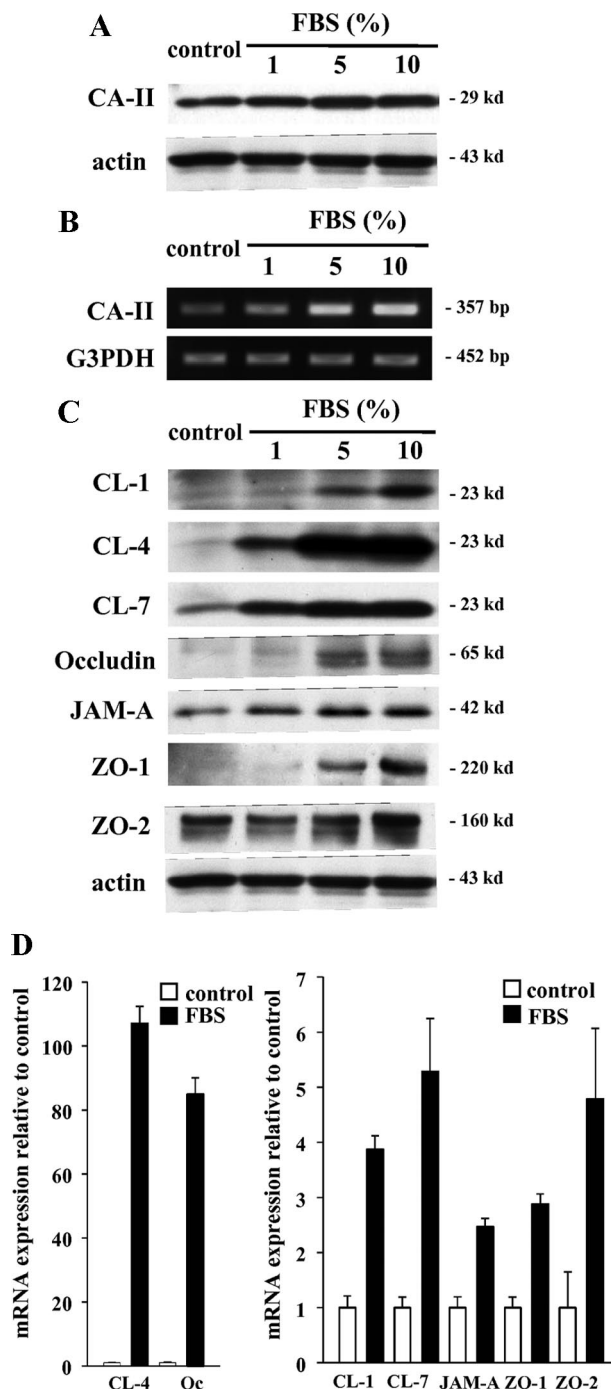 A
FBS (%)
control
1 5 10
CA-II - 29 kd
actin - 43 kd
B
FBS (%)
control
1 5 10
CA-II - 357 bp
G3PDH - 452 bp
C
FBS (%)
control
1 5 10
CL-1 - 23 kd
CL-4 - 23 kd
CL-7 - 23 kd
Occludin - 65 kd
JAM-A - 42 kd
ZO-1 - 220 kd
ZO-2 - 160 kd
actin - 43 kd
D
mRNA expression relative to control
120
100
80
60
40
20
0
control
FBS
CL-4 Oc
mRNA expression relative to control
7
6
5
4
3
2
1
0
control
FBS
CL-1 CL-7 JAM-A ZO-1 ZO-2